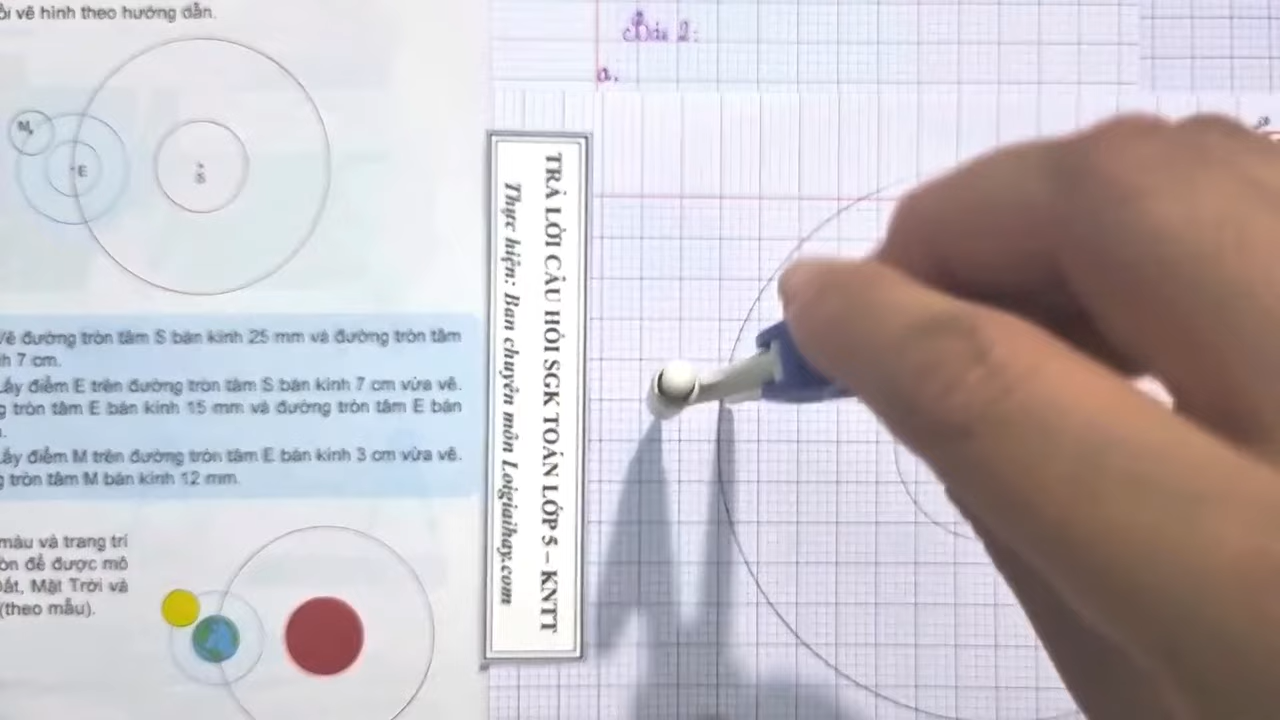 ồi vẽ hình theo hướng dẫn.
M
E
S
Vẽ đường tròn tâm S bán kính 25 mm và đường tròn tâm
h 7 cm.
Lấy điểm E trên đường tròn tâm S bán kính 7 cm vừa vẽ.
g tròn tâm E bán kính 15 mm và đường tròn tâm E bán
Lấy điểm M trên đường tròn tâm E bán kính 3 cm vừa vẽ.
g tròn tâm M bán kính 12 mm.
màu và trang trí
òn để được mô
ất, Mặt Trời và
(theo mẫu).
TRẢ LỜI CÂU HỎI SGK TOÁN LỚP 5 – KNTT
Thực hiện: Ban chuyên môn Loigiaihay.com
Bài 2:
a.